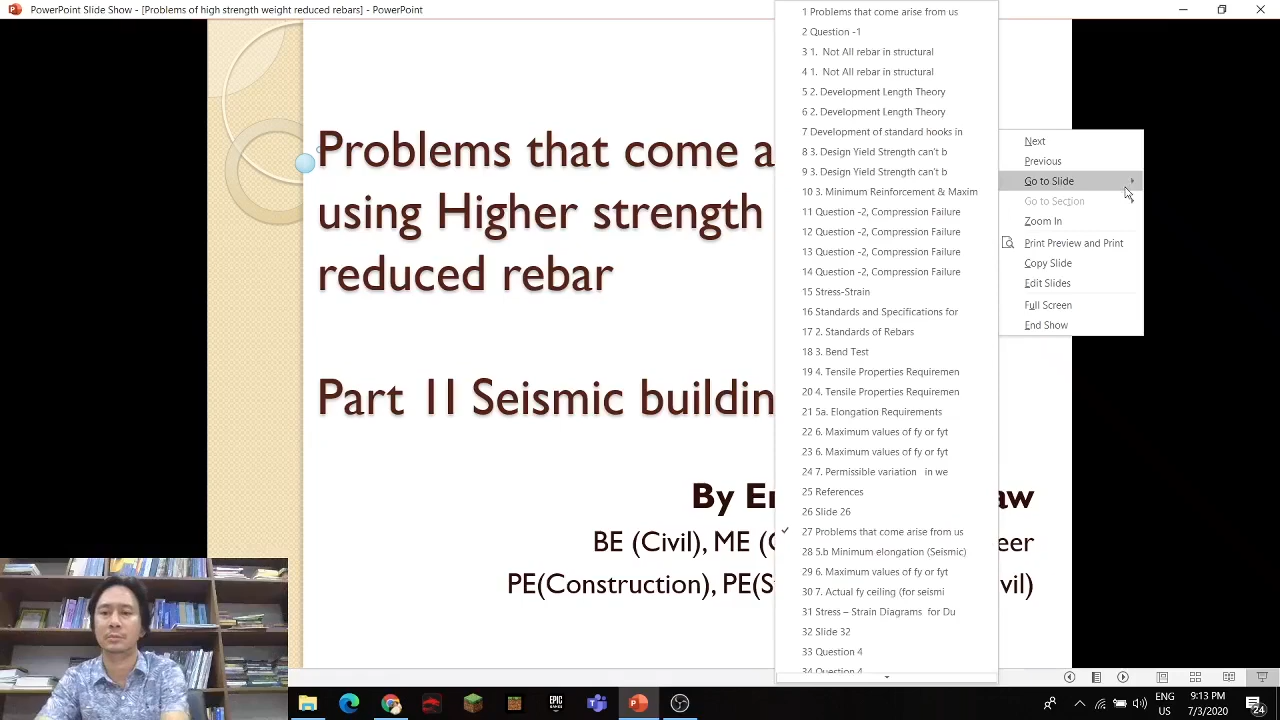 PowerPoint Slide Show - [Problems of high strength weight reduced rebars] - PowerPoint
Problems that come a
using Higher strength
reduced rebar
Part 1I Seismic buildin
By En
aw
BE (Civil), ME (
eer
PE(Construction), PE(S
vil)
1 Problems that come arise from us
2 Question -1
3 1. Not All rebar in structural
4 1. Not All rebar in structural
5 2. Development Length Theory
6 2. Development Length Theory
7 Development of standard hooks in
8 3. Design Yield Strength can't b
9 3. Design Yield Strength can't b
10 3. Minimum Reinforcement & Maxim
11 Question -2, Compression Failure
12 Question -2, Compression Failure
13 Question -2, Compression Failure
14 Question -2, Compression Failure
15 Stress-Strain
16 Standards and Specifications for
17 2. Standards of Rebars
18 3. Bend Test
19 4. Tensile Properties Requiremen
20 4. Tensile Properties Requiremen
21 5a. Elongation Requirements
22 6. Maximum values of fy or fyt
23 6. Maximum values of fy or fyt
24 7. Permissible variation in we
25 References
26 Slide 26
27 Problems that come arise from us
28 5.b Minimum elongation (Seismic)
29 6. Maximum values of fy or fyt
30 7. Actual fy ceiling (for seismi
31 Stress – Strain Diagrams for Du
32 Slide 32
33 Question 4
34 Question 4
Next
Previous
Go to Slide
Go to Section
Zoom In
Print Preview and Print
Copy Slide
Edit Slides
Full Screen
End Show
EPIC
GAMES
ENG
US
9:13 PM
7/3/2020
24